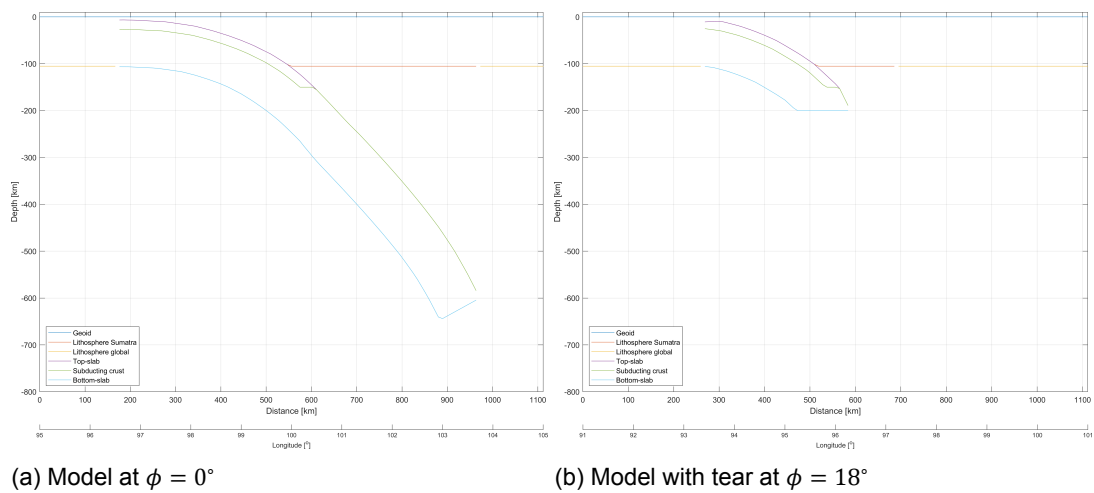 0
-100
-200
-300
-400
-500
-600
-700
-800
Depth [km]
Geoid
Lithosphere Sumatra
Lithosphere global
Top-slab
Subducting crust
Bottom-slab
0 100 200 300 400 500 600 700 800 900 1000 1100
Distance [km]
95 96 97 98 99 100 101 102 103 104 105
Longitude [°]
(a) Model at ϕ = 0°
0
-100
-200
-300
-400
-500
-600
-700
-800
Depth [km]
Geoid
Lithosphere Sumatra
Lithosphere global
Top-slab
Subducting crust
Bottom-slab
0 100 200 300 400 500 600 700 800 900 1000 1100
Distance [km]
91 92 93 94 95 96 97 98 99 100 101
Longitude [°]
(b) Model with tear at ϕ = 18°